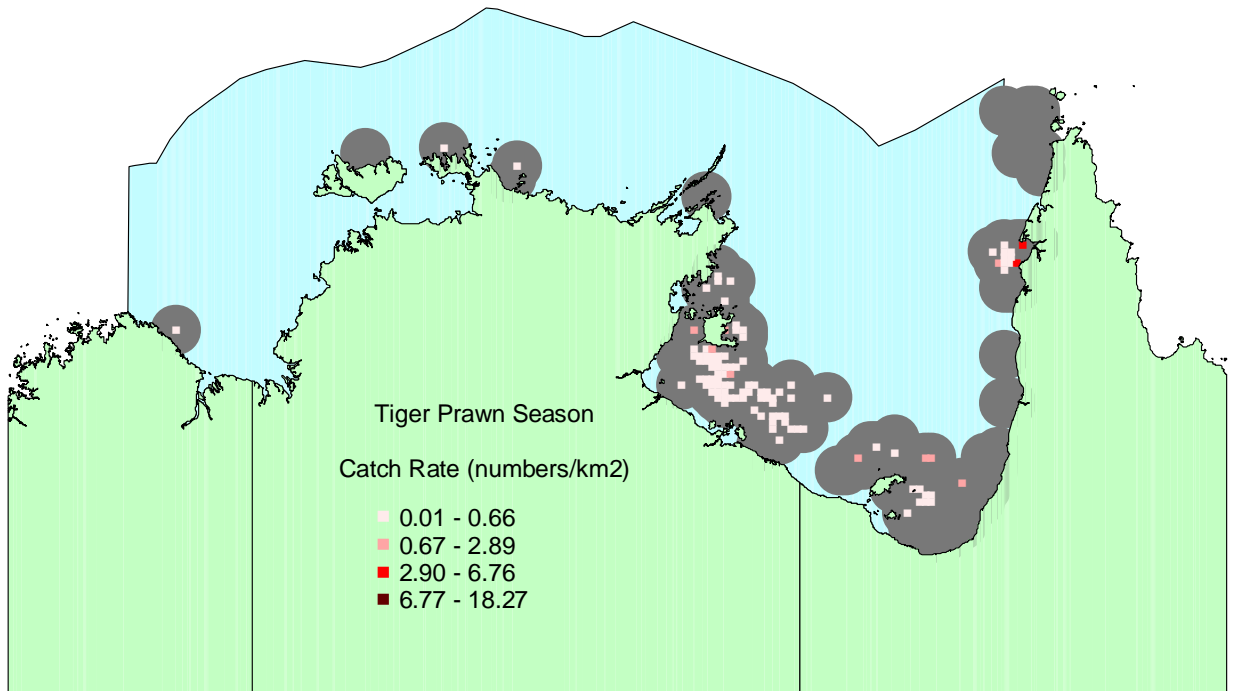 Tiger Prawn Season
Catch Rate (numbers/km2)
0.01 - 0.66
0.67 - 2.89
2.90 - 6.76
6.77 - 18.27